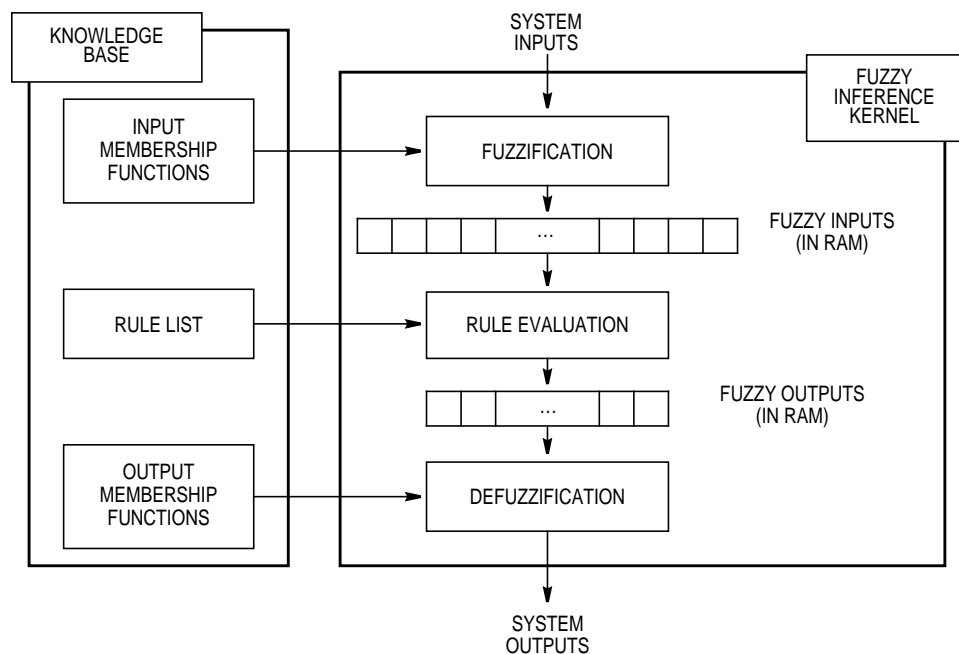 SYSTEM
INPUTS
KNOWLEDGE
BASE
FUZZY
INFERENCE
KERNEL
INPUT
MEMBERSHIP
FUNCTIONS
FUZZIFICATION
...
FUZZY INPUTS
(IN RAM)
RULE LIST
RULE EVALUATION
...
FUZZY OUTPUTS
(IN RAM)
OUTPUT
MEMBERSHIP
FUNCTIONS
DEFUZZIFICATION
SYSTEM
OUTPUTS